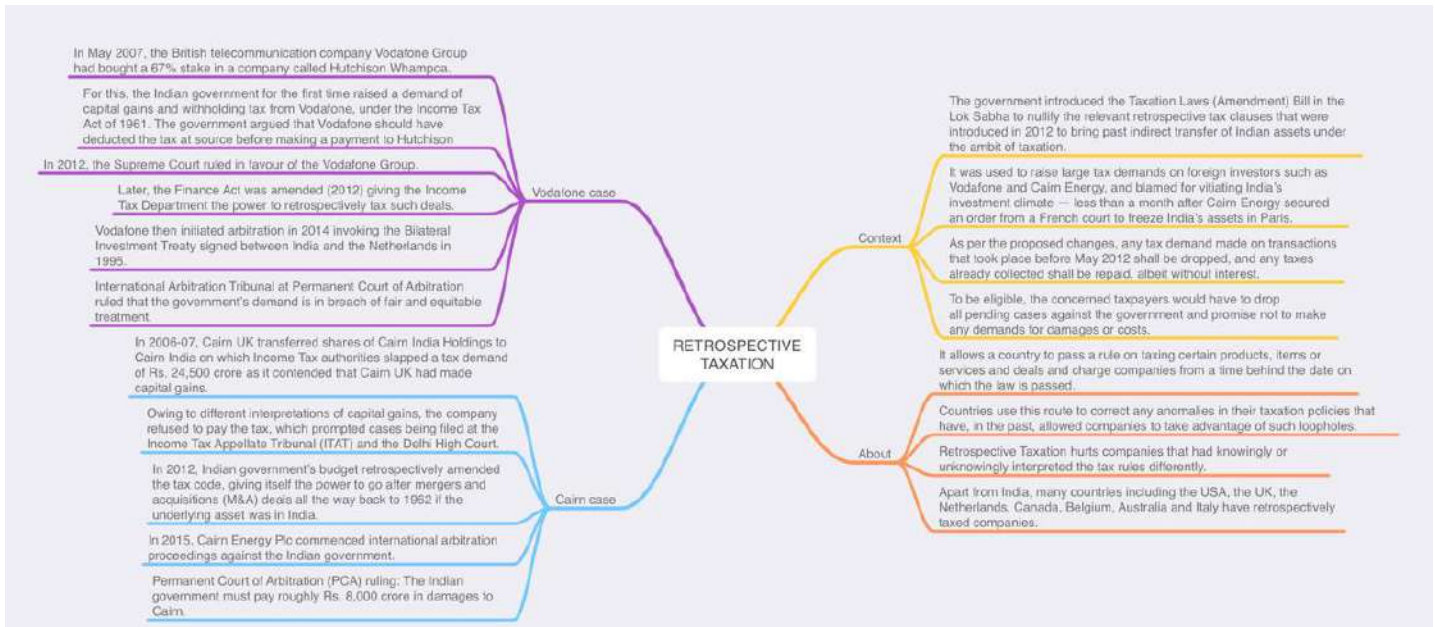 In May 2007, the British telecommunication company Vodafone Group
had bought a 67% stake in a company called Hutchison Whampoa.
For this, the Indian government for the first time raised a demand of
capital gains and withholding tax from Vodafone, under the Income Tax
Act of 1961. The government argued that Vodafone should have
deducted the tax at source before making a payment to Hutchison
In 2012, the Supreme Court ruled in favour of the Vodafone Group.
Later, the Finance Act was amended (2012) giving the Income
Tax Department the power to retrospectively tax such deals.
Vodafone then initiated arbitration in 2014 invoking the Bilateral
Investment Treaty signed between India and the Netherlands in
1995.
International Arbitration Tribunal at Permanent Court of Arbitration
ruled that the government's demand is in breach of fair and equitable
treatment.
Vodafone case
In 2006-07, Cairn UK transferred shares of Cairn India Holdings to
Cairn India on which Income Tax authorities slapped a tax demand
of Rs. 24,500 crore as it contended that Cairn UK had made
capital gains.
Owing to different interpretations of capital gains, the company
refused to pay the tax, which prompted cases being filed at the
Income Tax Appellate Tribunal (ITAT) and the Delhi High Court.
In 2012, Indian government's budget retrospectively amended
the tax code, giving itself the power to go after mergers and
acquisitions (M&A) deals all the way back to 1962 if the
underlying asset was in India.
In 2015, Cairn Energy Plc commenced international arbitration
proceedings against the Indian government.
Permanent Court of Arbitration (PCA) ruling: The Indian
government must pay roughly Rs. 8,000 crore in damages to
Cairn.
Cairn case
RETROSPECTIVE
TAXATION
Context
The government introduced the Taxation Laws (Amendment) Bill in the
Lok Sabha to nullify the relevant retrospective tax clauses that were
introduced in 2012 to bring past indirect transfer of Indian assets under
the ambit of taxation.
It was used to raise large tax demands on foreign investors such as
Vodafone and Cairn Energy, and blamed for vitiating India's
investment climate — less than a month after Cairn Energy secured
an order from a French court to freeze India's assets in Paris.
As per the proposed changes, any tax demand made on transactions
that took place before May 2012 shall be dropped, and any taxes
already collected shall be repaid, albeit without interest.
To be eligible, the concerned taxpayers would have to drop
all pending cases against the government and promise not to make
any demands for damages or costs.
About
It allows a country to pass a rule on taxing certain products, items or
services and deals and charge companies from a time behind the date on
which the law is passed.
Countries use this route to correct any anomalies in their taxation policies that
have, in the past, allowed companies to take advantage of such loopholes.
Retrospective Taxation hurts companies that had knowingly or
unknowingly interpreted the tax rules differently.
Apart from India, many countries including the USA, the UK, the
Netherlands, Canada, Belgium, Australia and Italy have retrospectively
taxed companies.